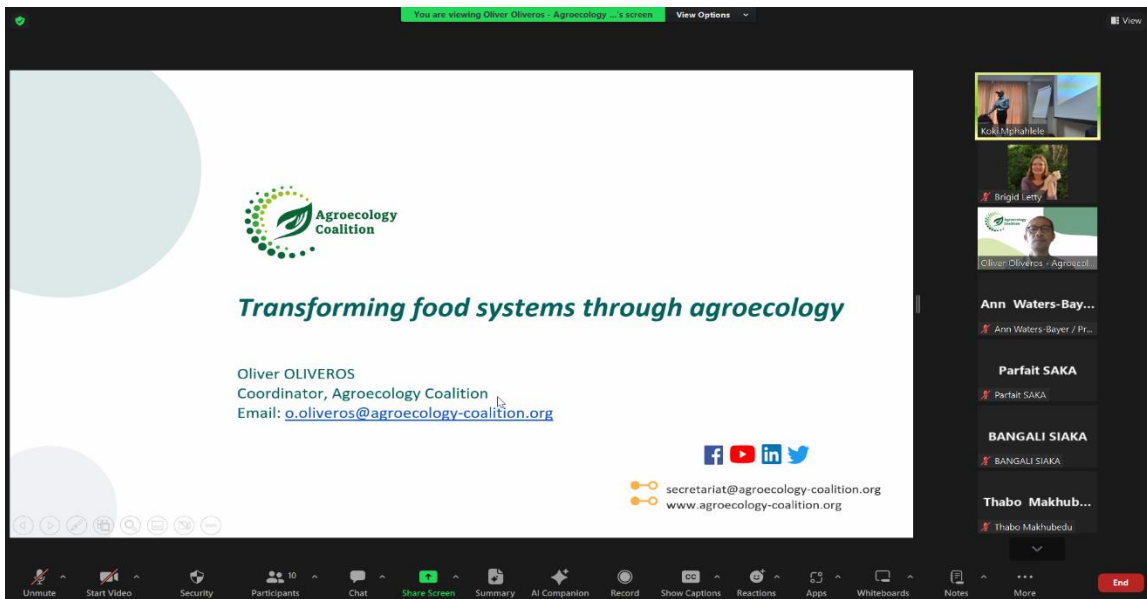 You are viewing Oliver Oliveros - Agroecology ...'s screen
View Options
View
Agroecology
Coalition
Transforming food systems through agroecology
Oliver OLIVEROS
Coordinator, Agroecology Coalition
Email: o.oliveros@agroecology-coalition.org
secretariat@agroecology-coalition.org
www.agroecology-coalition.org
Koki Mphahlele
Brigid Letty
Agroecology
Coalition
Oliver Oliveros - Agroecol...
Ann Waters-Bay...
Ann Waters-Bayer / Pr...
Parfait SAKA
Parfait SAKA
BANGALI SIAKA
BANGALI SIAKA
Thabo Makhub...
Thabo Makhubedu
Unmute
Start Video
Security
10
Participants
Chat
Share Screen
Summary
AI Companion
Record
CC
Show Captions
Reactions
Apps
Whiteboards
Notes
More
End